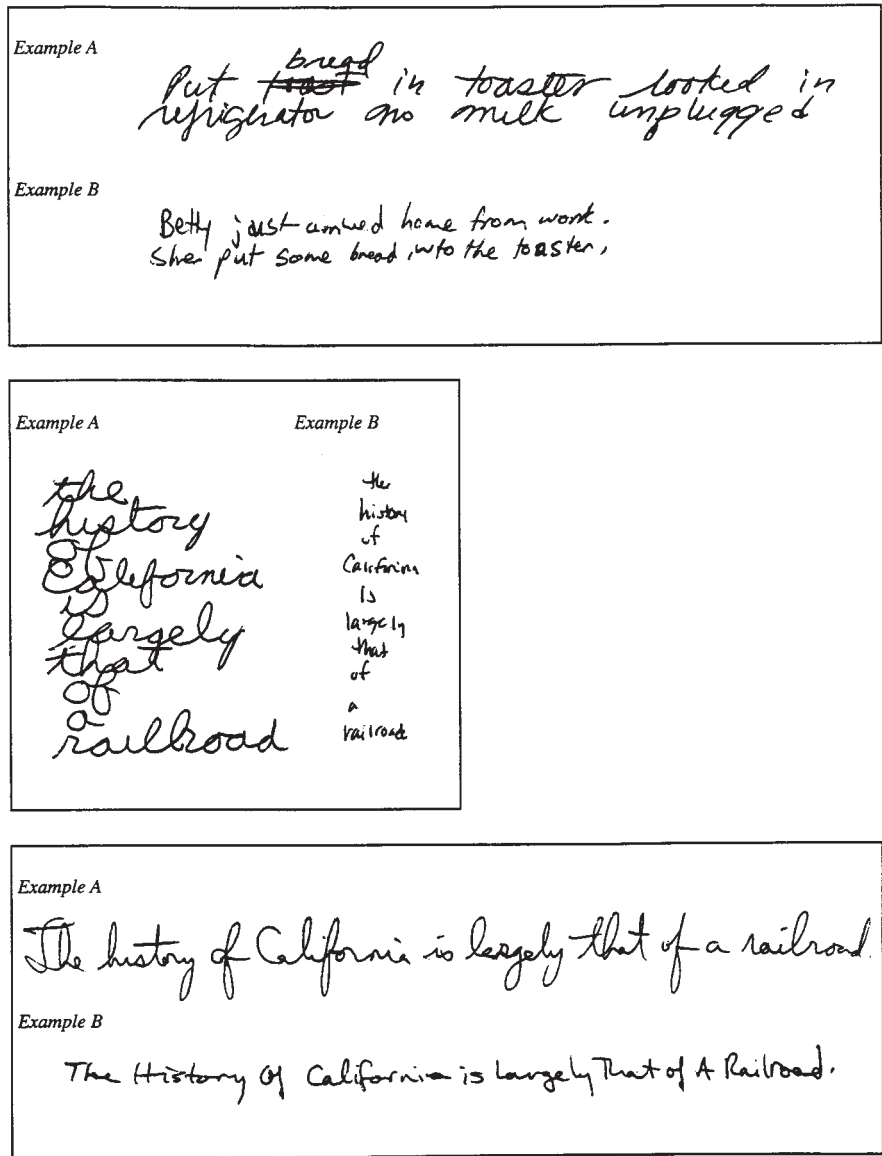 Example A
bread
Put toast in toaster looked in
refrigerator no milk unplugged
Example B
Betty just arrived home from work.
She put some bread into the toaster,
Example A
the
history
of
California
is
largely
that
of
a
railroad
Example B
the
history
of
California
is
largely
that
of
a
railroad
Example A
The history of California is largely that of a railroad.
Example B
The History Of California is Largely That of A Railroad.